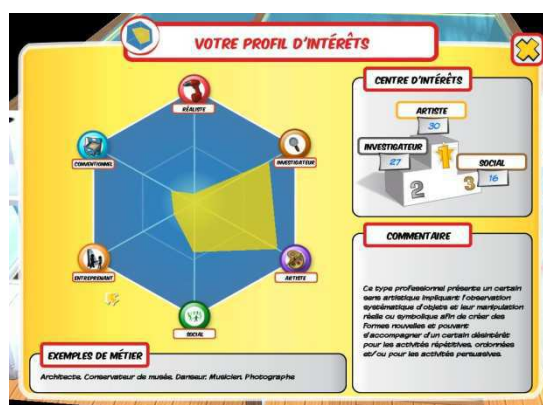 VOTRE PROFIL D'INTÉRÊTS
RÉALISTE
CONVENTIONNEL
INVESTIGATEUR
ENTREPRENANT
ARTISTE
SOCIAL
CENTRE D'INTÉRÊTS
ARTISTE
30
INVESTIGATEUR
27
SOCIAL
16
1
2
3
COMMENTAIRE
Ce type professionnel présente un certain
sens artistique impliquant l'observation
systématique d'objets et leur manipulation
réelle ou symbolique afin de créer des
formes nouvelles et pouvant
d'accompagner d'un certain désintérêt
pour les activités répétitives, ordonnées
et/ou pour les activités persuasives.
EXEMPLES DE MÉTIER
Architecte, Conservateur de musée, Danseur, Musicien, Photographe